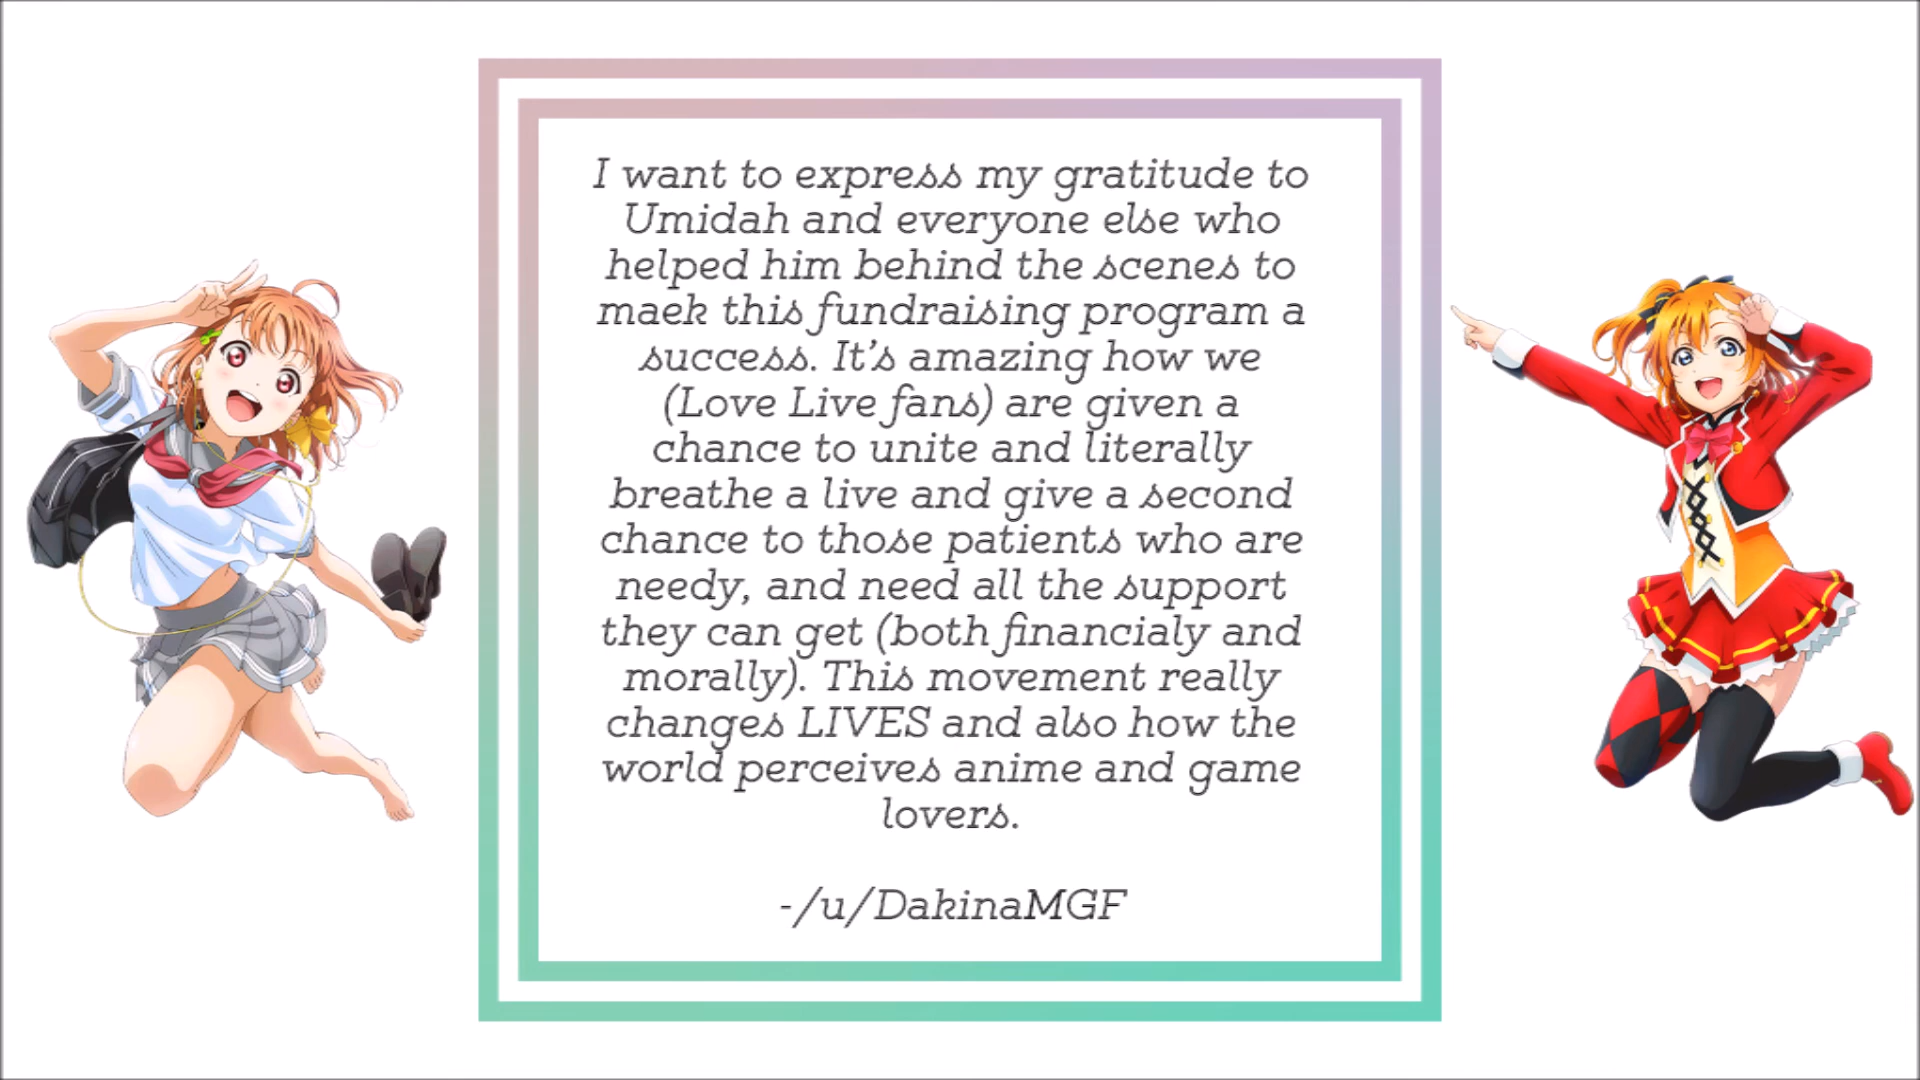 I want to express my gratitude to
Umidah and everyone else who
helped him behind the scenes to
maek this fundraising program a
success. It's amazing how we
(Love Live fans) are given a
chance to unite and literally
breathe a live and give a second
chance to those patients who are
needy, and need all the support
they can get (both financialy and
morally). This movement really
changes LIVES and also how the
world perceives anime and game
lovers.
-/u/DakinaMGF